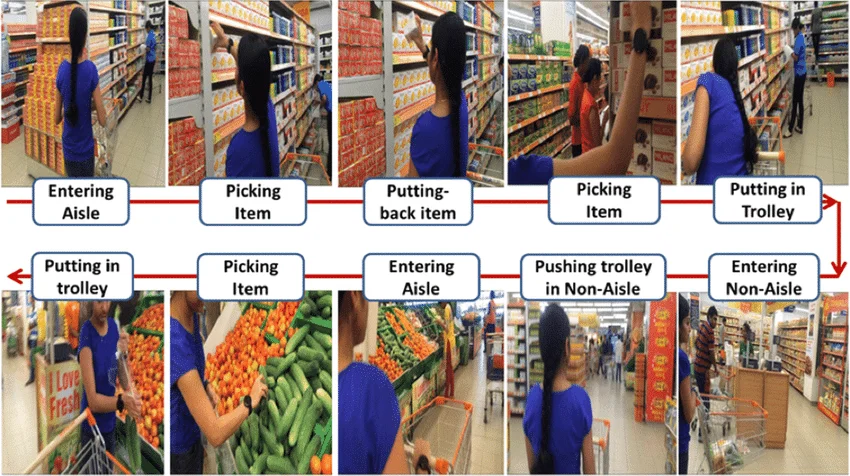 Entering
Aisle
Picking
Item
Putting-
back item
Picking
Item
Putting in
Trolley
Putting in
trolley
Picking
Item
Entering
Aisle
Pushing trolley
in Non-Aisle
Entering
Non-Aisle
I Love
Fresh